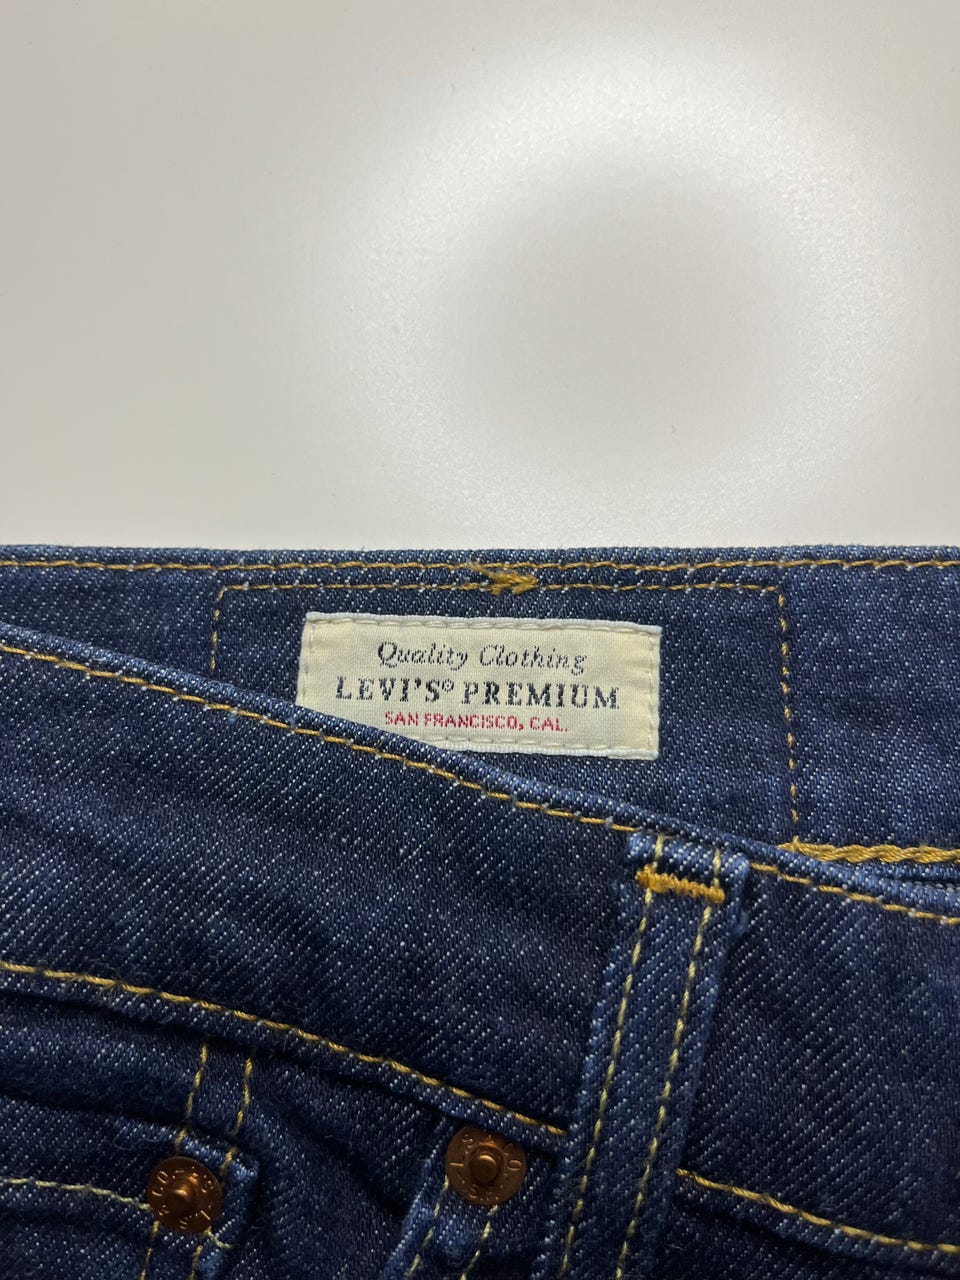 Quality Clothing
LEVI'S® PREMIUM
SAN FRANCISCO, CAL.